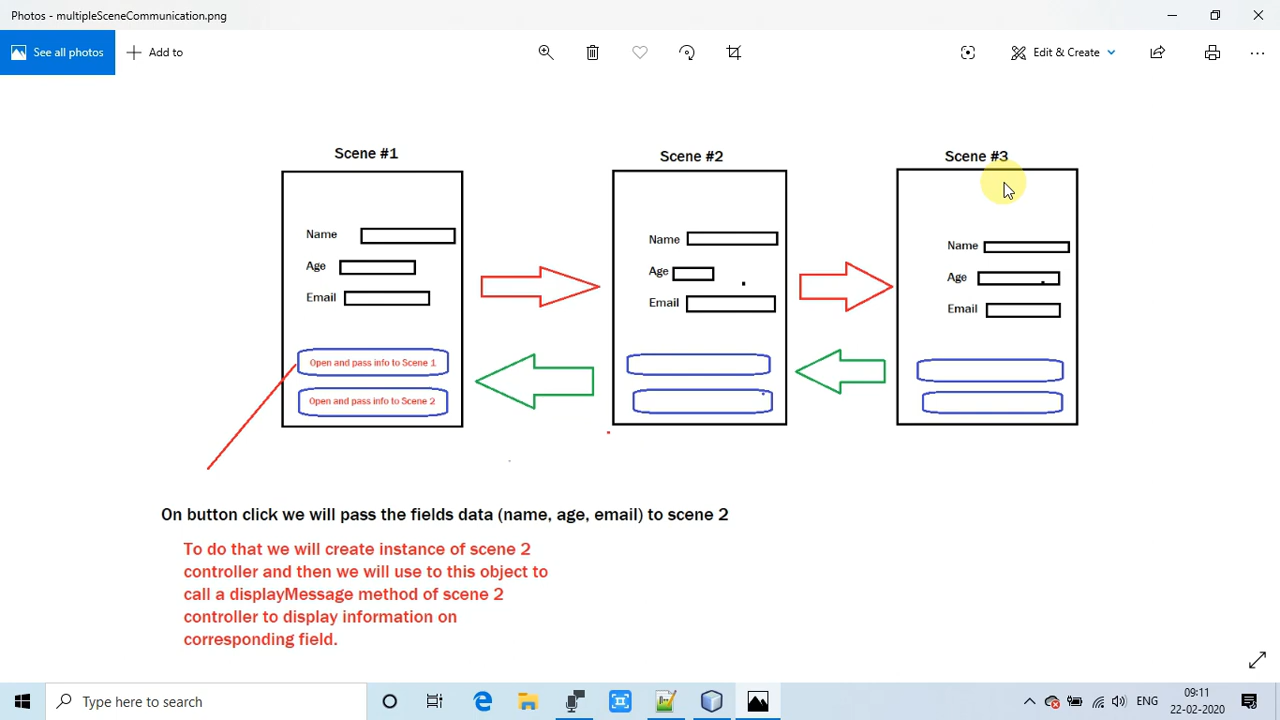 Photos - multipleSceneCommunication.png
See all photos
Add to
Edit & Create
Scene #1
Scene #2
Scene #3
Name
Age
Email
Open and pass info to Scene 1
Open and pass info to Scene 2
Name
Age
Email
Name
Age
Email
On button click we will pass the fields data (name, age, email) to scene 2
To do that we will create instance of scene 2
controller and then we will use to this object to
call a displayMessage method of scene 2
controller to display information on
corresponding field.
Type here to search
ENG
09:11
22-02-2020